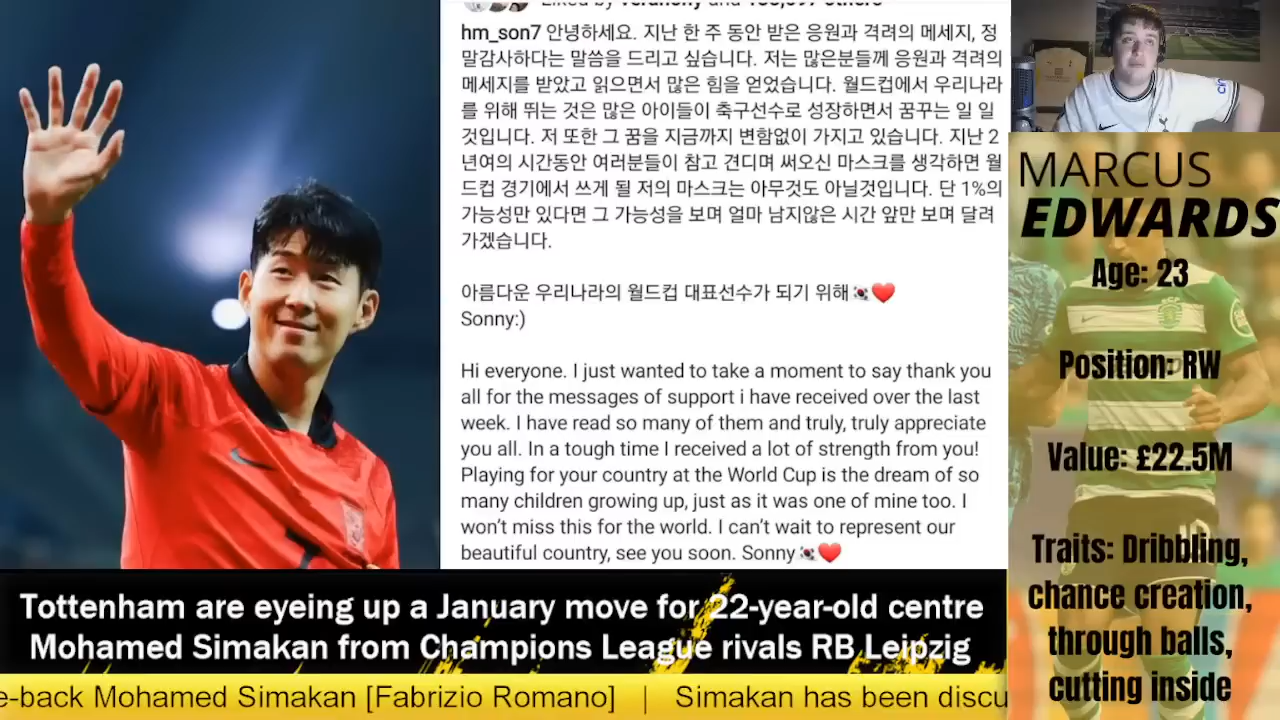 Liked by verdnony and 188,697 others
hm_son7 안녕하세요. 지난 한 주 동안 받은 응원과 격려의 메세지, 정
말감사하다는 말씀을 드리고 싶습니다. 저는 많은분들께 응원과 격려의
메세지를 받았고 읽으면서 많은 힘을 얻었습니다. 월드컵에서 우리나라
를 위해 뛰는 것은 많은 아이들이 축구선수로 성장하면서 꿈꾸는 일 일
것입니다. 저 또한 그 꿈을 지금까지 변함없이 가지고 있습니다. 지난 2
년여의 시간동안 여러분들이 참고 견디며 써오신 마스크를 생각하면 월
드컵 경기에서 쓰게 될 저의 마스크는 아무것도 아닐것입니다. 단 1%의
가능성만 있다면 그 가능성을 보며 얼마 남지않은 시간 앞만 보며 달려
가겠습니다.
아름다운 우리나라의 월드컵 대표선수가 되기 위해🇰🇷❤️
Sonny:)
Hi everyone. I just wanted to take a moment to say thank you
all for the messages of support i have received over the last
week. I have read so many of them and truly, truly appreciate
you all. In a tough time I received a lot of strength from you!
Playing for your country at the World Cup is the dream of so
many children growing up, just as it was one of mine too. I
won't miss this for the world. I can't wait to represent our
beautiful country, see you soon. Sonny🇰🇷❤️
MARCUS
EDWARDS
Age: 23
Position: RW
Value: £22.5M
Traits: Dribbling,
chance creation,
through balls,
cutting inside
Tottenham are eyeing up a January move for 22-year-old centre
Mohamed Simakan from Champions League rivals RB Leipzig
e-back Mohamed Simakan [Fabrizio Romano] | Simakan has been discu